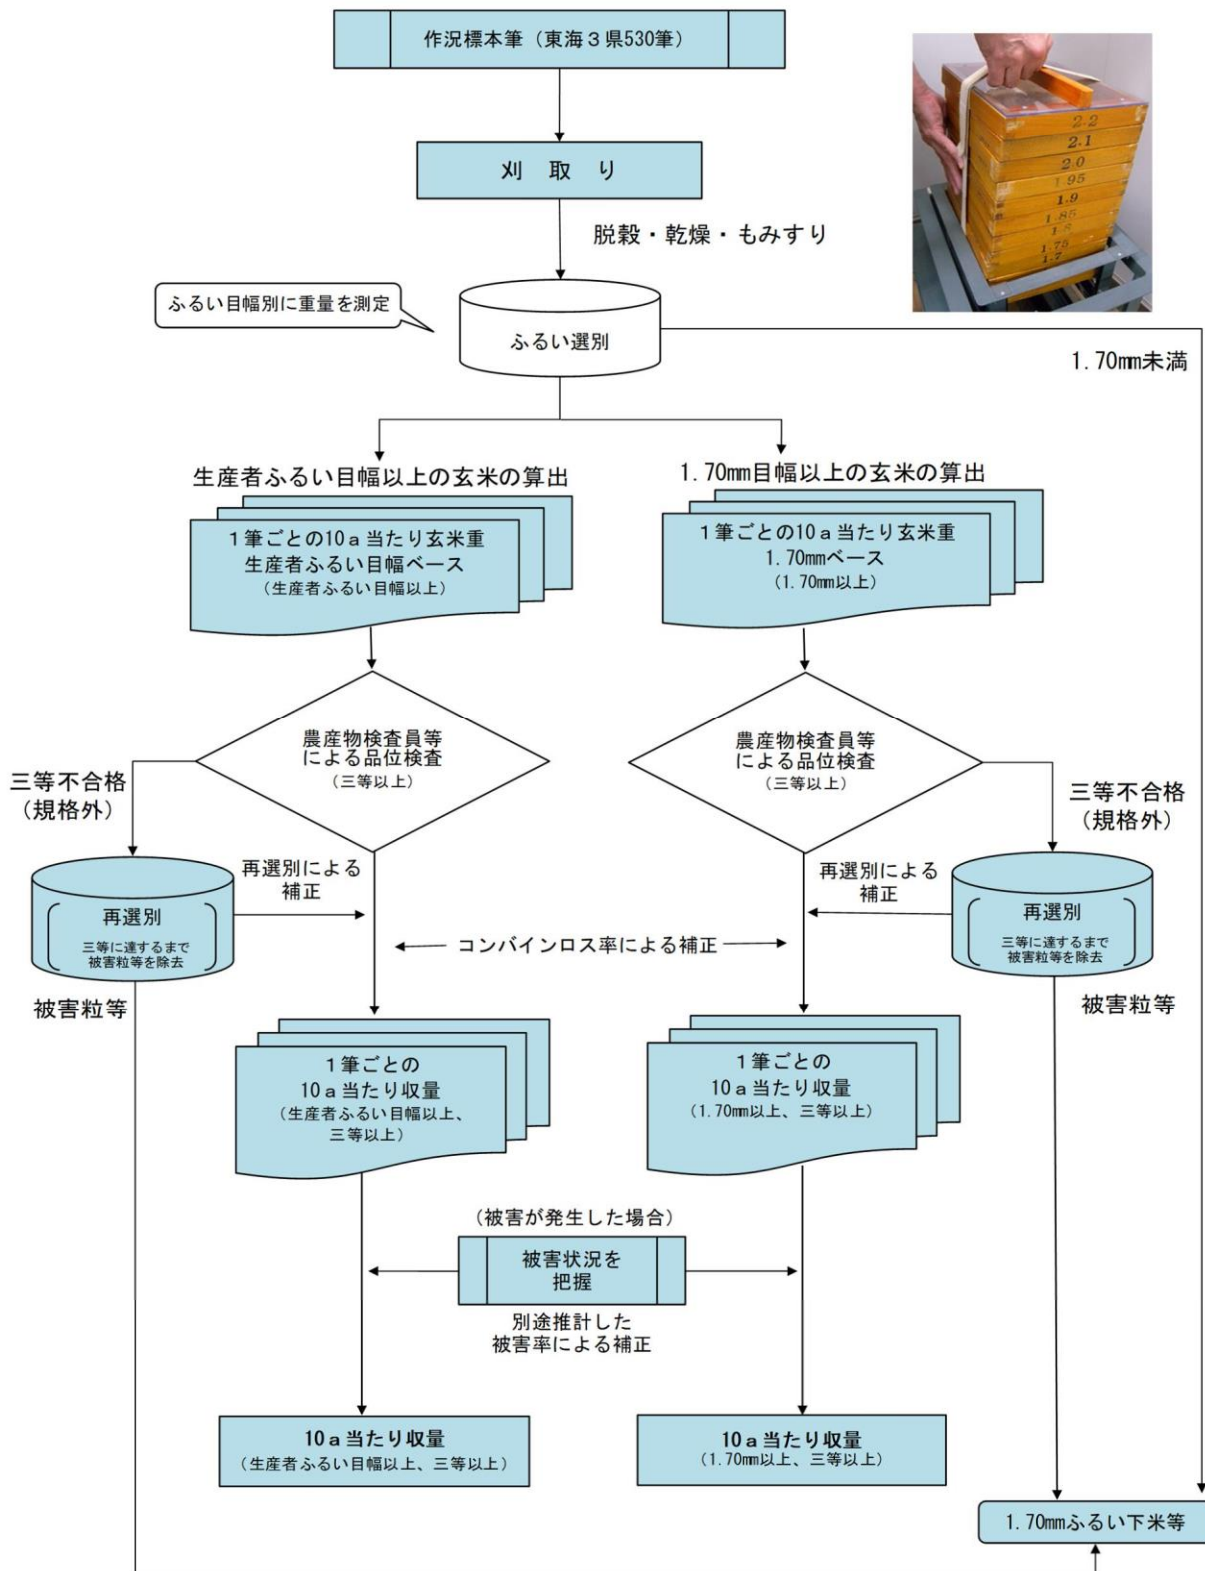 作況標本筆（東海３県530筆）
刈取り
脱穀・乾燥・もみすり
2.2
2.1
2.0
1.95
1.9
1.85
1.8
1.75
1.7
ふるい目幅別に重量を測定
ふるい選別
1.70mm未満
生産者ふるい目幅以上の玄米の算出
1.70mm目幅以上の玄米の算出
１筆ごとの10ａ当たり玄米重
生産者ふるい目幅ベース
（生産者ふるい目幅以上）
１筆ごとの10ａ当たり玄米重
1.70mmベース
（1.70mm以上）
農産物検査員等
による品位検査
（三等以上）
農産物検査員等
による品位検査
（三等以上）
三等不合格
（規格外）
三等不合格
（規格外）
再選別による
補正
再選別による
補正
再選別
三等に達するまで
被害粒等を除去
再選別
三等に達するまで
被害粒等を除去
コンバインロス率による補正
被害粒等
被害粒等
１筆ごとの
10ａ当たり収量
（生産者ふるい目幅以上、
三等以上）
１筆ごとの
10ａ当たり収量
（1.70mm以上、三等以上）
（被害が発生した場合）
被害状況を
把握
別途推計した
被害率による補正
10ａ当たり収量
（生産者ふるい目幅以上、三等以上）
10ａ当たり収量
（1.70mm以上、三等以上）
1.70mmふるい下米等